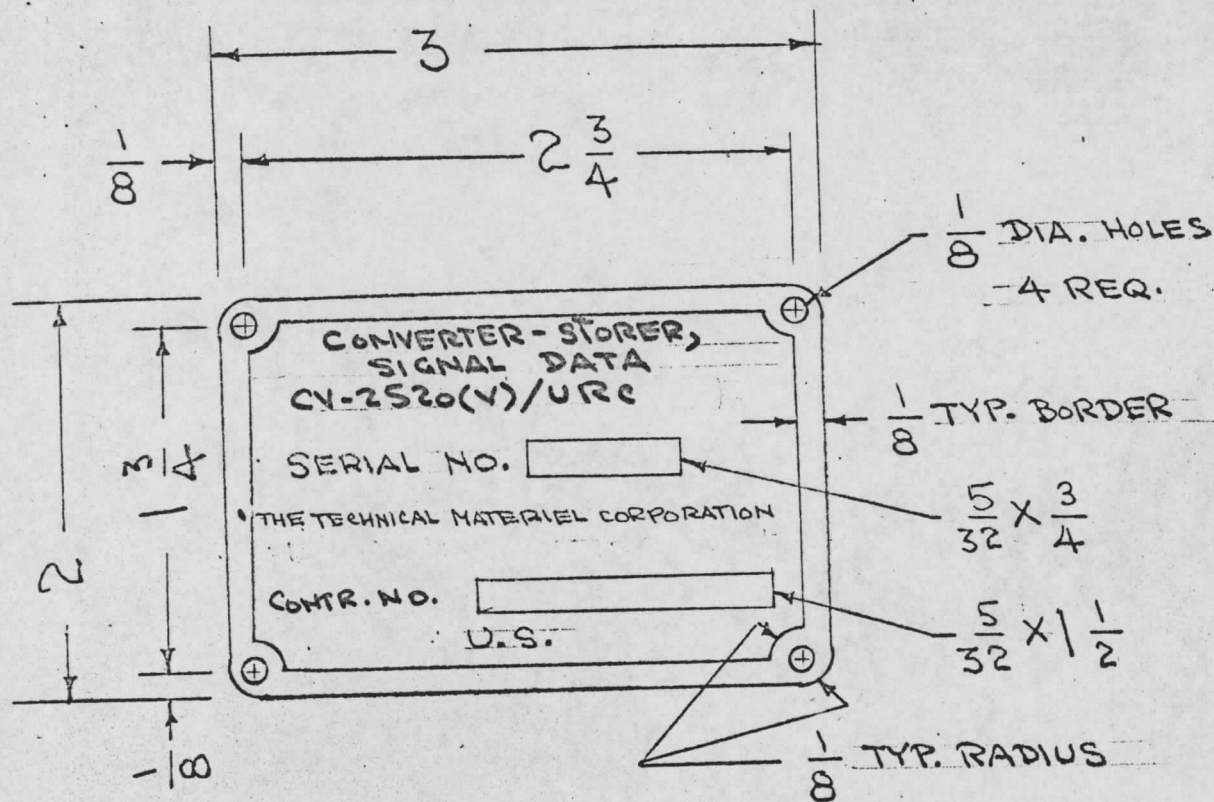 3
1/8
2 3/4
1/8 DIA. HOLES
4 REQ.
CONVERTER-STORER,
SIGNAL DATA
CV-2520(V)/URC
1/8 TYP. BORDER
SERIAL NO.
5/32 X 3/4
THE TECHNICAL MATERIEL CORPORATION
1 3/4
2
CONTR. NO.
5/32 X 1 1/2
U.S.
1/8
1/8 TYP. RADIUS